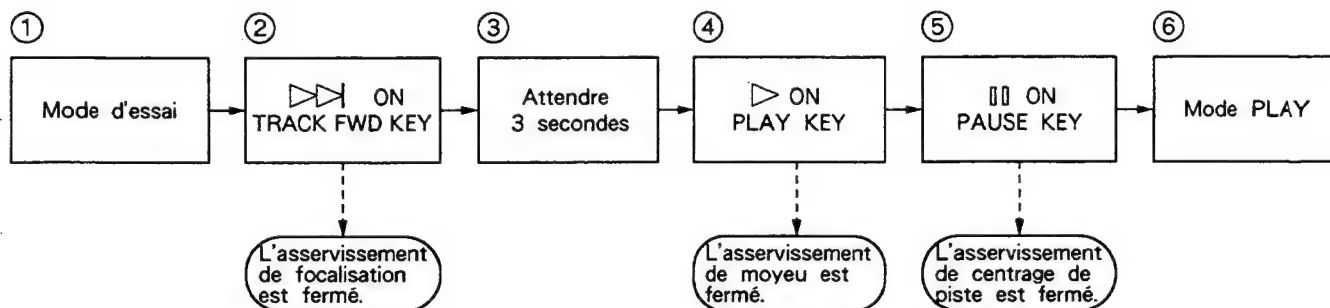 ①
Mode d'essai
②
▷▷| ON
TRACK FWD KEY
③
Attendre
3 secondes
④
▷ ON
PLAY KEY
⑤
▯▯ ON
PAUSE KEY
⑥
Mode PLAY
L'asservissement
de focalisation
est fermé.
L'asservissement
de moyeu est
fermé.
L'asservissement
de centrage de
piste est fermé.